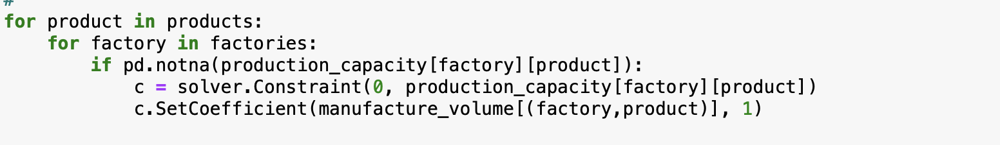 #
for product in products:
    for factory in factories:
        if pd.notna(production_capacity[factory][product]):
            c = solver.Constraint(0, production_capacity[factory][product])
            c.SetCoefficient(manufacture_volume[(factory,product)], 1)